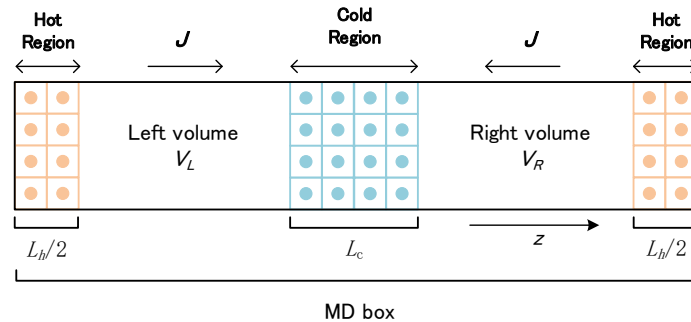 Hot
Region
J
Cold
Region
J
Hot
Region
Left volume
V_L
Right volume
V_R
L_h/2
L_c
z
L_h/2
MD box